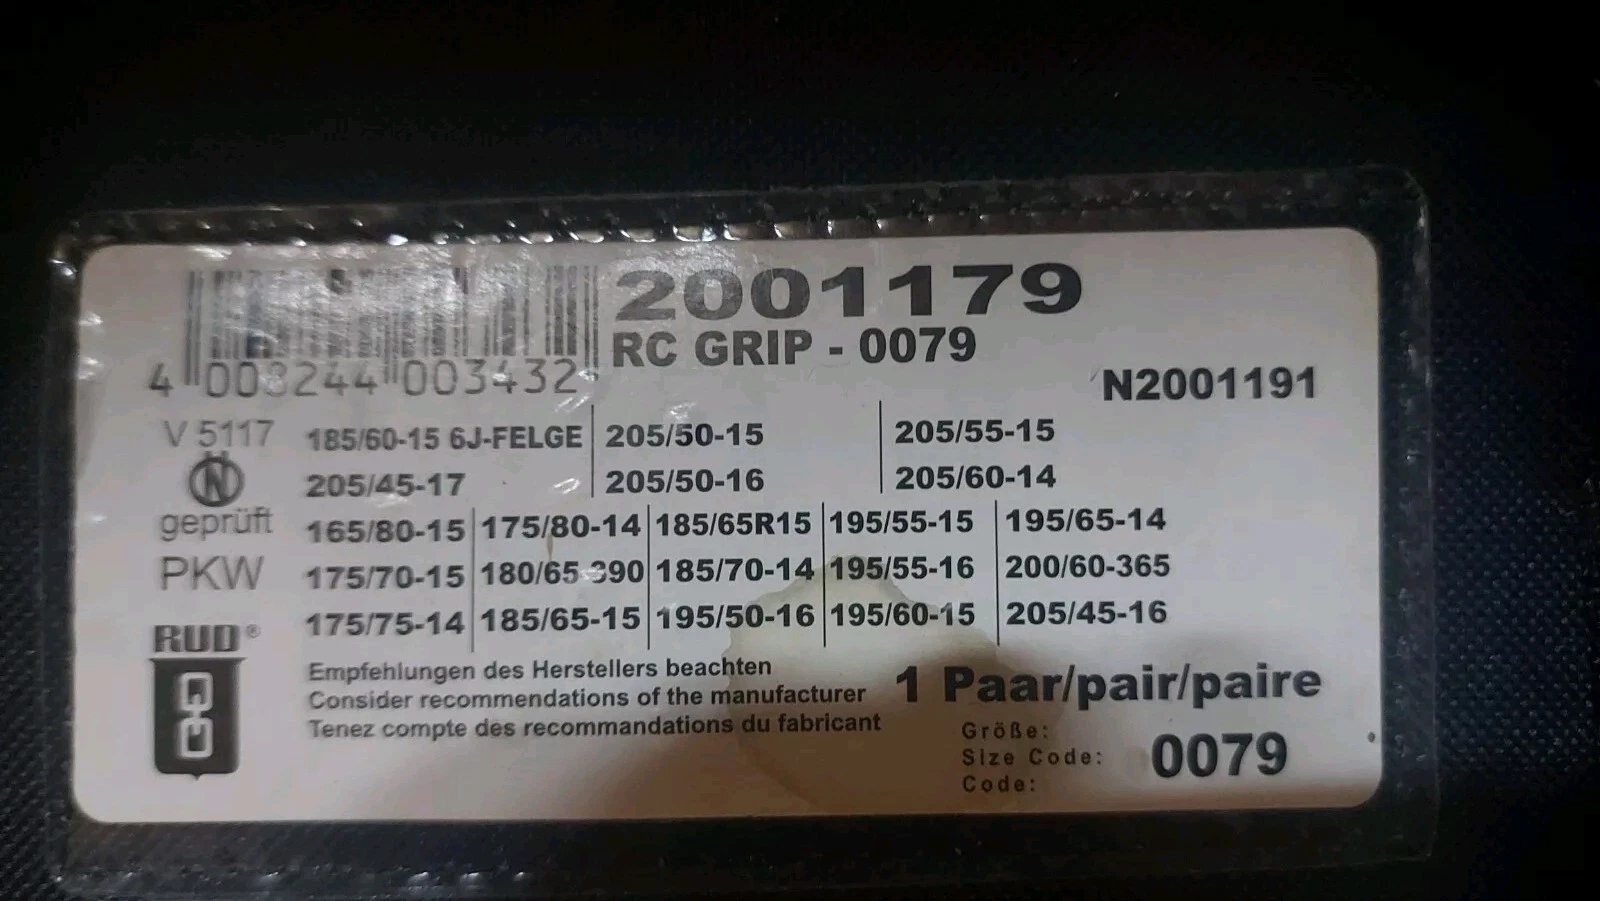 2001179
RC GRIP - 0079
4 003244 003432
N2001191
V 5117
N
geprüft
PKW
RUD®
185/60-15 6J-FELGE 205/50-15 205/55-15
205/45-17 205/50-16 205/60-14
165/80-15 175/80-14 185/65R15 195/55-15 195/65-14
175/70-15 180/65-390 185/70-14 195/55-16 200/60-365
175/75-14 185/65-15 195/50-16 195/60-15 205/45-16
Empfehlungen des Herstellers beachten
Consider recommendations of the manufacturer
Tenez compte des recommandations du fabricant
1 Paar/pair/paire
Größe:
Size Code: 0079
Code: